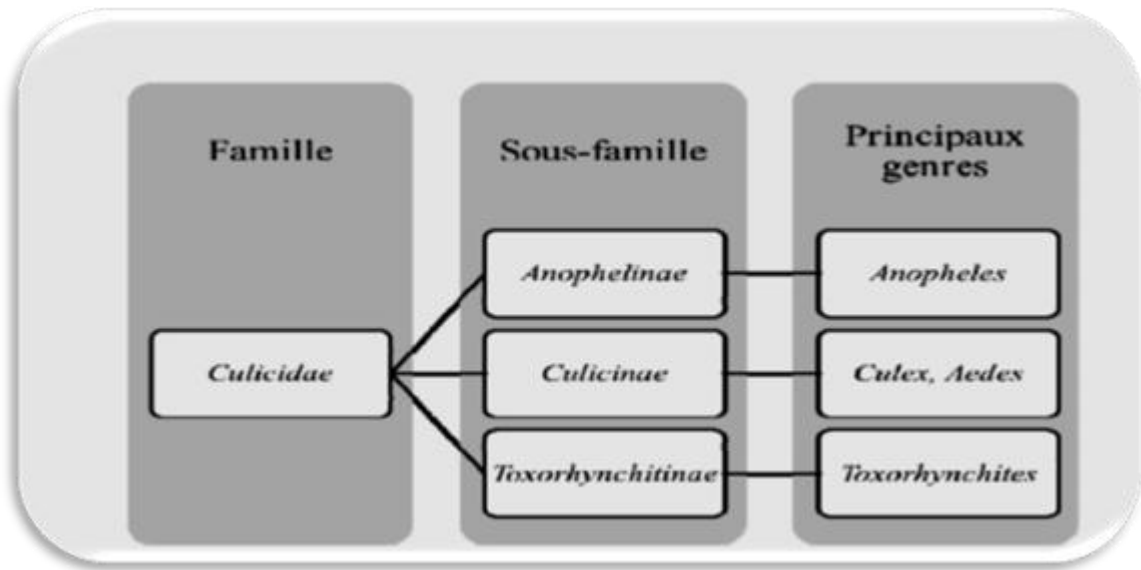 Famille
Sous-famille
Principaux
genres
Anophelinae
Anopheles
Culicidae
Culicinae
Culex, Aedes
Toxorhynchitinae
Toxorhynchites